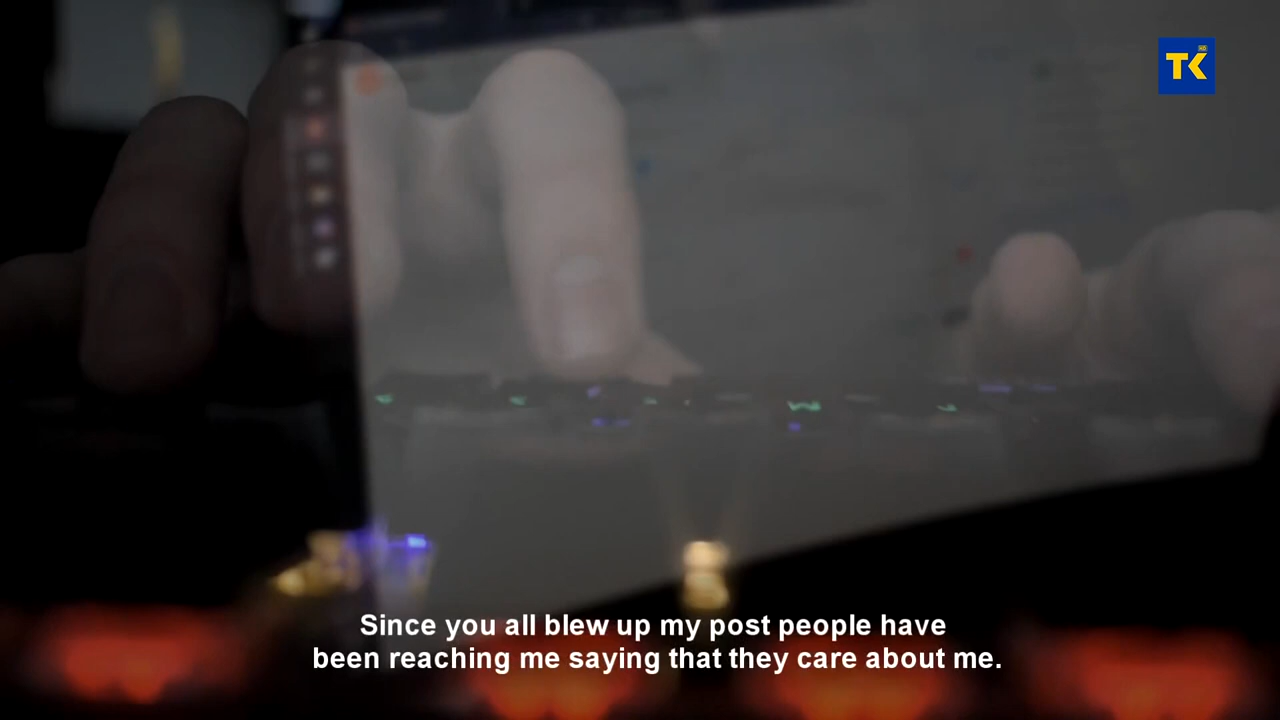 TK
HD
Since you all blew up my post people have
been reaching me saying that they care about me.